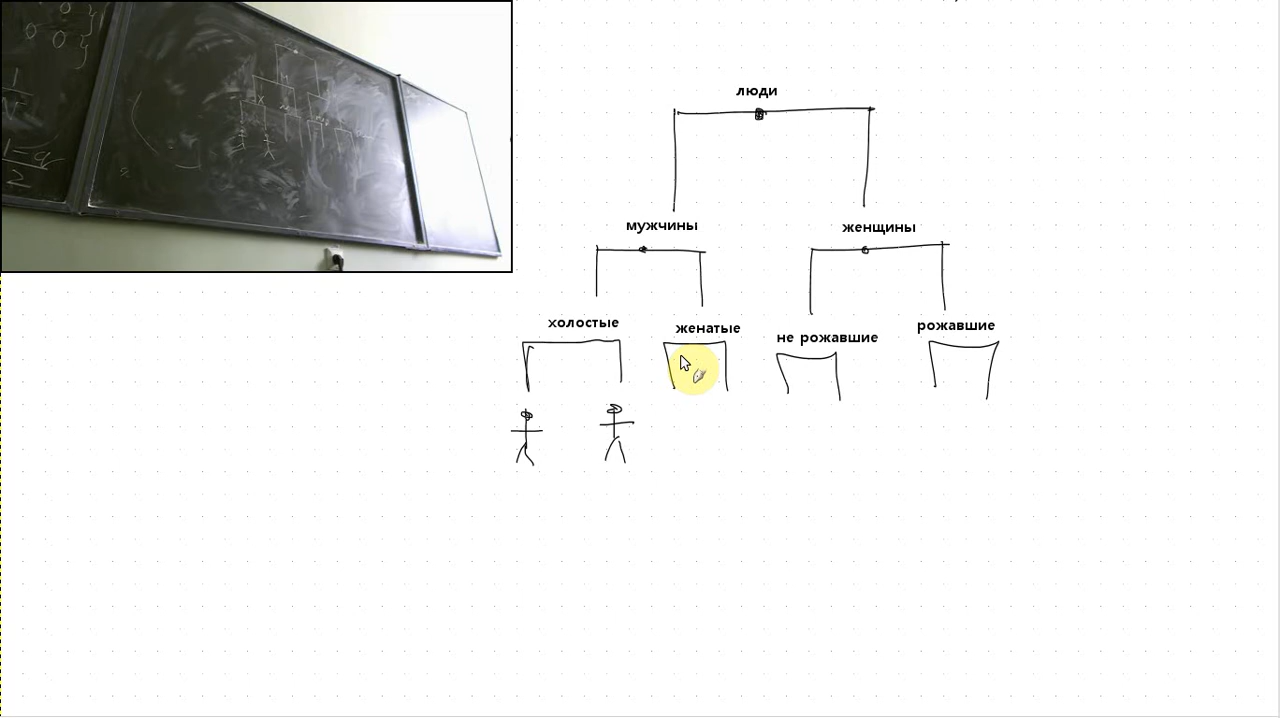 люди
мужчины
женщины
холостые
женатые
не рожавшие
рожавшие